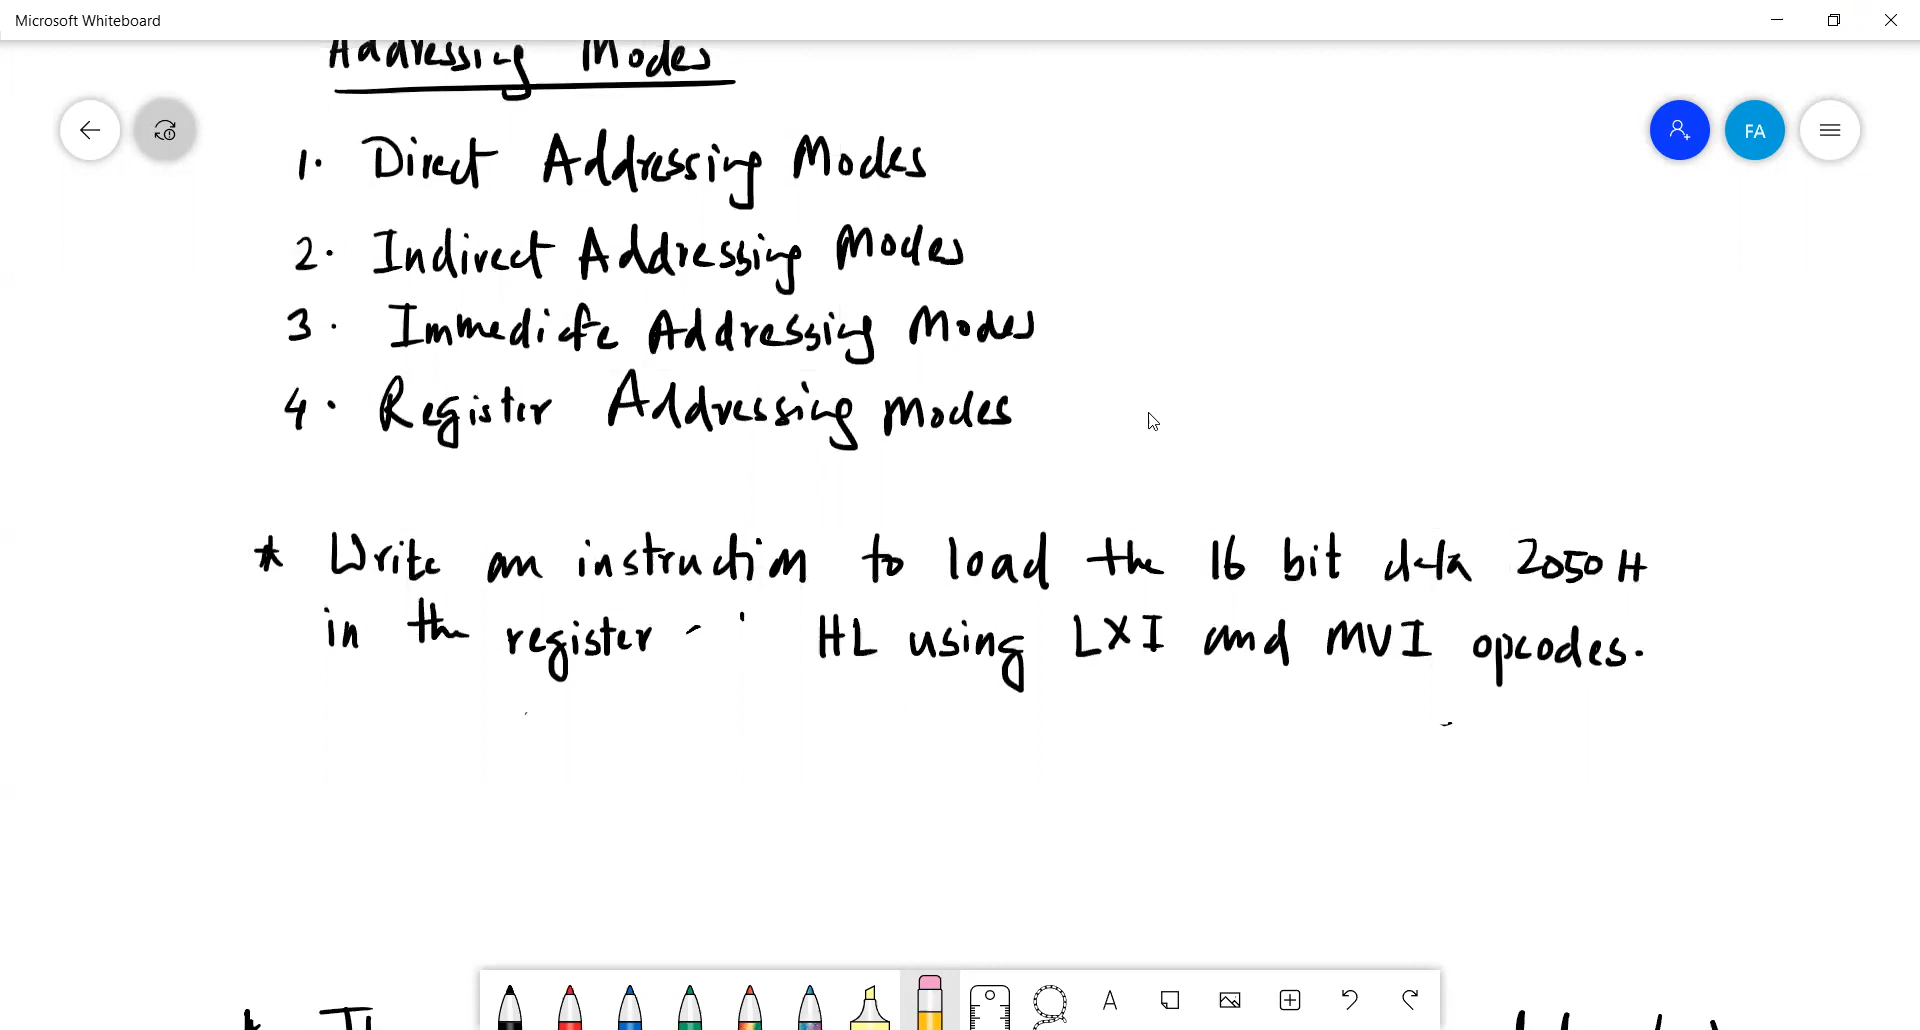 Microsoft Whiteboard
Addressing Modes
FA
1. Direct Addressing Modes
2. Indirect Addressing Modes
3. Immediate Addressing Modes
4. Register Addressing Modes
* Write an instruction to load the 16 bit data 2050 H
in the register HL using LXI and MVI opcodes.
A